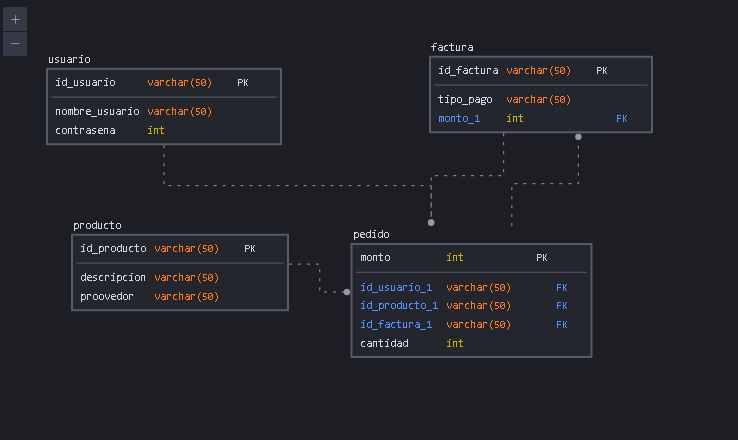 +
−
usuario
id_usuario varchar(50) PK
nombre_usuario varchar(50)
contrasena int
factura
id_factura varchar(50) PK
tipo_pago varchar(50)
monto_1 int FK
producto
id_producto varchar(50) PK
descripcion varchar(50)
proovedor varchar(50)
pedido
monto int PK
id_usuario_1 varchar(50) FK
id_producto_1 varchar(50) FK
id_factura_1 varchar(50) FK
cantidad int